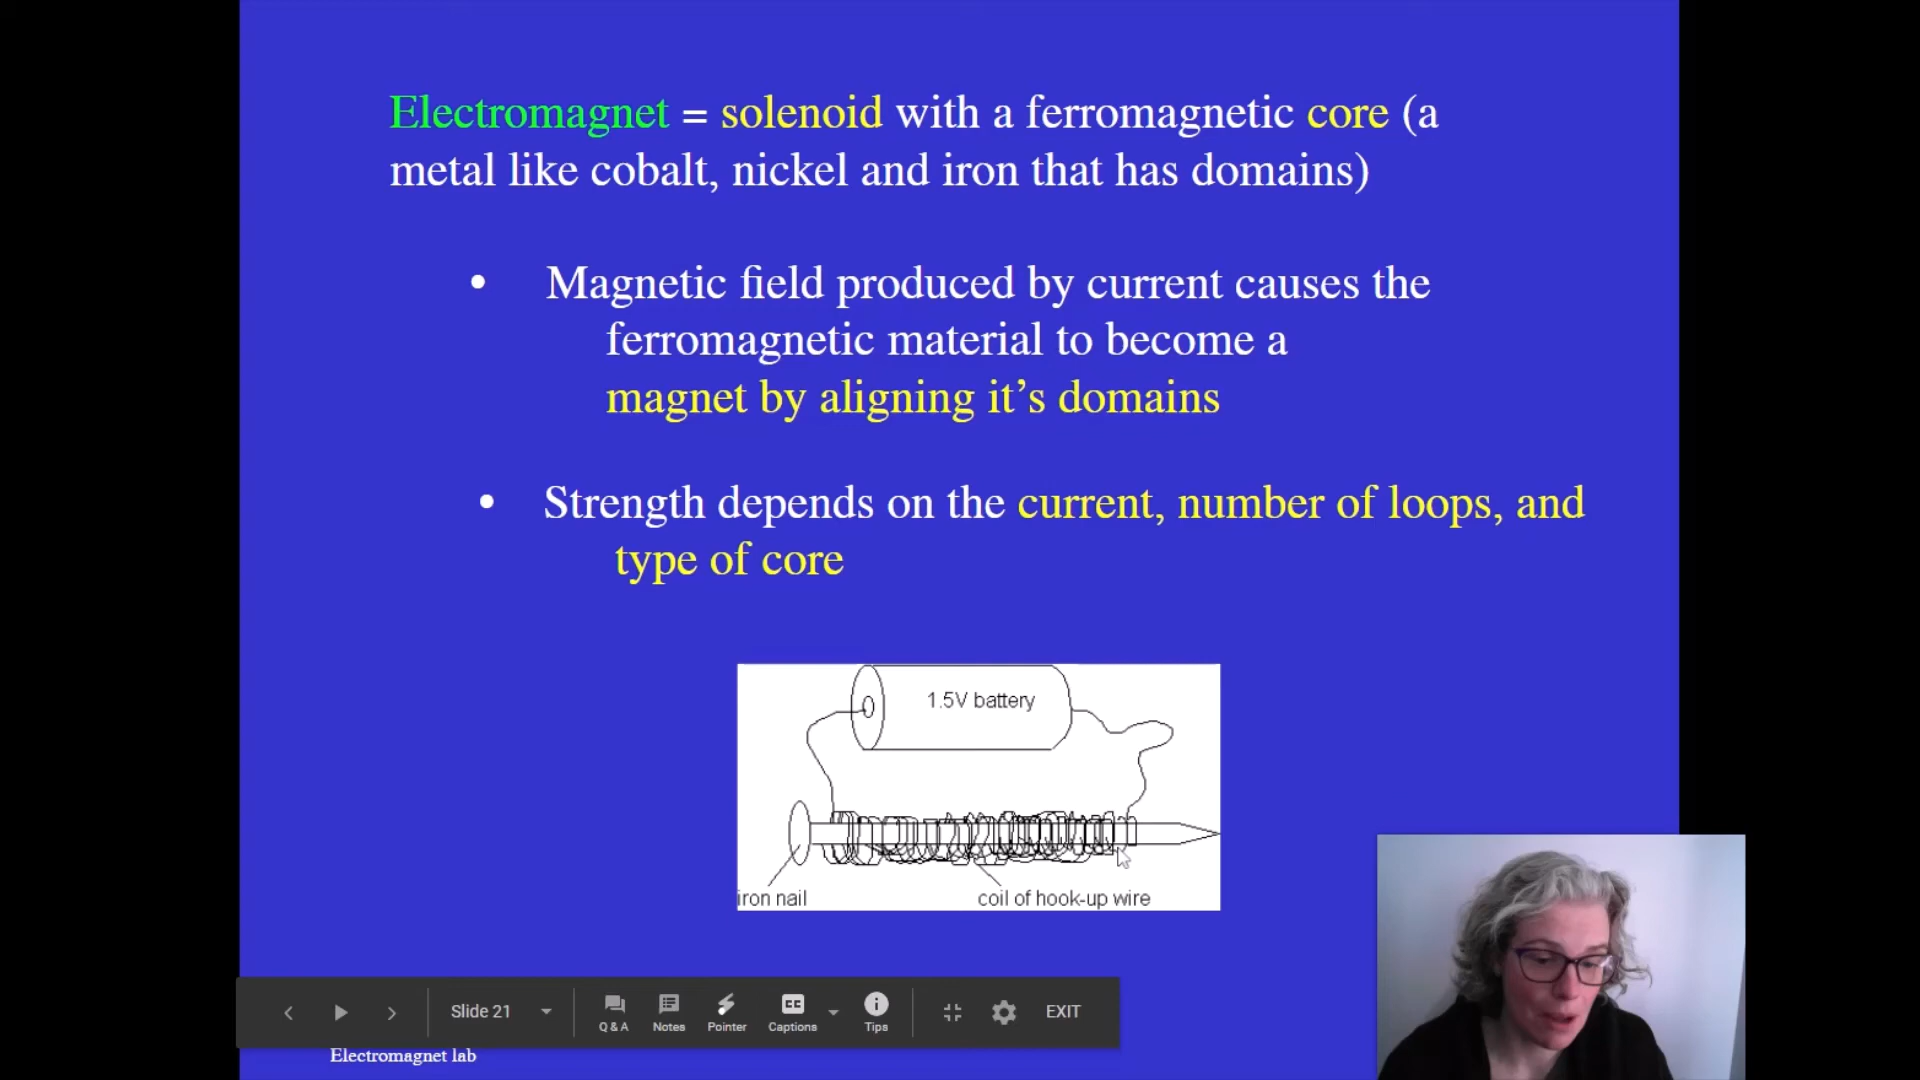 Electromagnet = solenoid with a ferromagnetic core (a
metal like cobalt, nickel and iron that has domains)
• Magnetic field produced by current causes the
ferromagnetic material to become a
magnet by aligning it’s domains
• Strength depends on the current, number of loops, and
type of core
1.5V battery
iron nail
coil of hook-up wire
Slide 21
Q & A
Notes
Pointer
CC
Captions
Tips
EXIT
Electromagnet lab